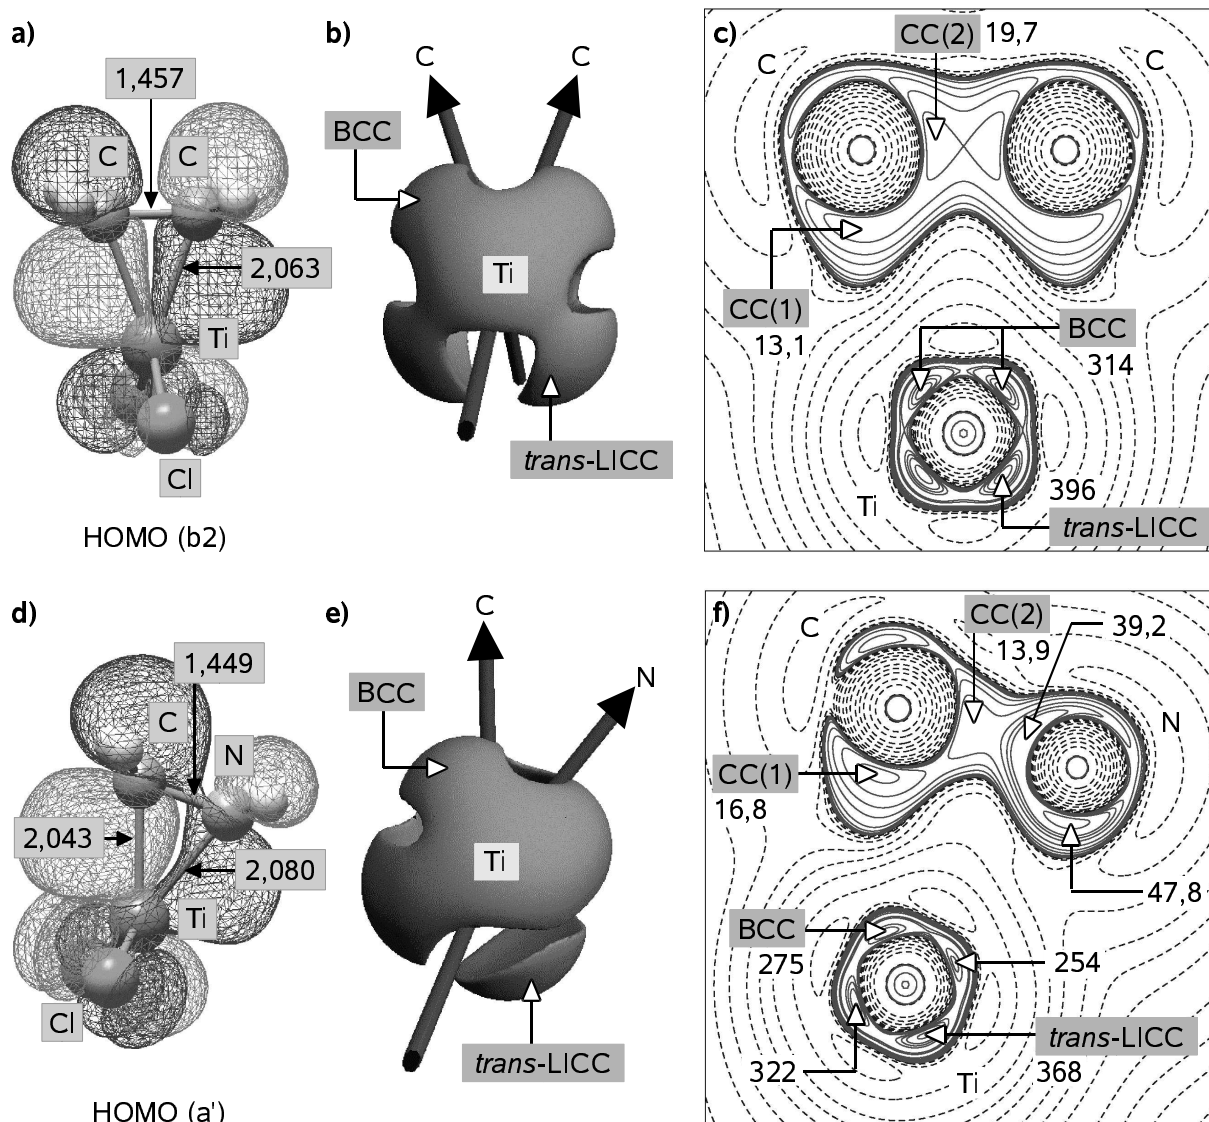 a)
1,457
C
C
2,063
Ti
Cl
HOMO (b2)
b)
C
C
BCC
Ti
trans-LICC
c)
CC(2)
19,7
C
C
CC(1)
13,1
BCC
314
396
Ti
trans-LICC
d)
1,449
C
N
2,043
2,080
Ti
Cl
HOMO (a')
e)
C
N
BCC
Ti
trans-LICC
f)
CC(2)
13,9
39,2
C
N
CC(1)
16,8
47,8
BCC
275
254
trans-LICC
322
368
Ti